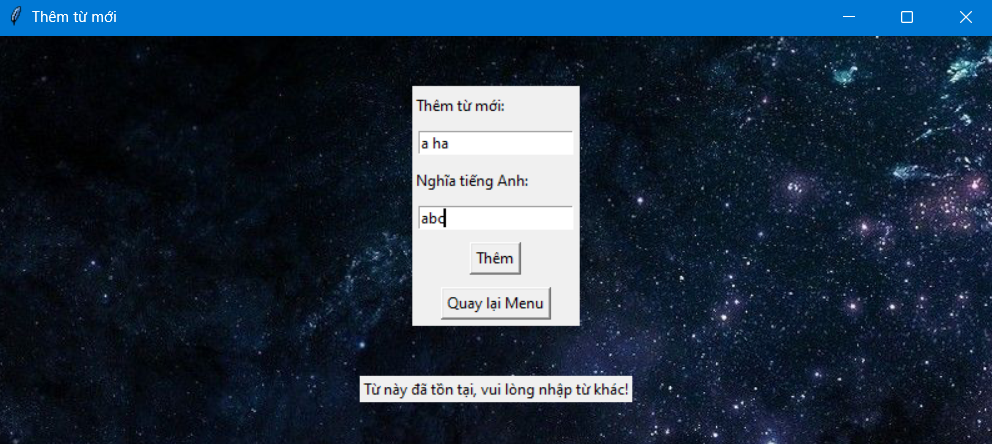 Thêm từ mới
Thêm từ mới:
a ha
Nghĩa tiếng Anh:
abc
Thêm
Quay lại Menu
Từ này đã tồn tại, vui lòng nhập từ khác!